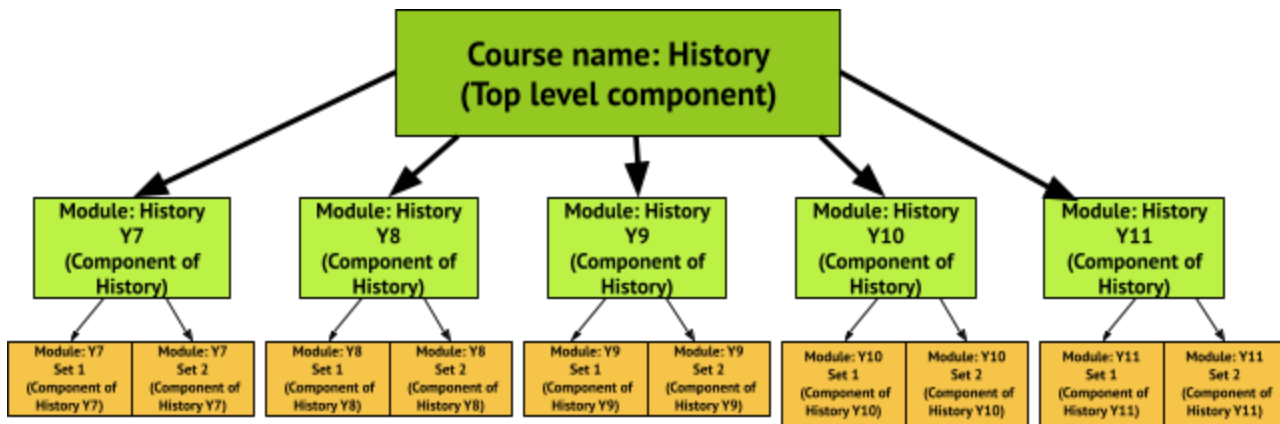 Course name: History
(Top level component)
Module: History
Y7
(Component of
History)
Module: History
Y8
(Component of
History)
Module: History
Y9
(Component of
History)
Module: History
Y10
(Component of
History)
Module: History
Y11
(Component of
History)
Module: Y7
Set 1
(Component of
History Y7)
Module: Y7
Set 2
(Component of
History Y7)
Module: Y8
Set 1
(Component of
History Y8)
Module: Y8
Set 2
(Component of
History Y8)
Module: Y9
Set 1
(Component of
History Y9)
Module: Y9
Set 2
(Component of
History Y9)
Module: Y10
Set 1
(Component of
History Y10)
Module: Y10
Set 2
(Component of
History Y10)
Module: Y11
Set 1
(Component of
History Y11)
Module: Y11
Set 2
(Component of
History Y11)